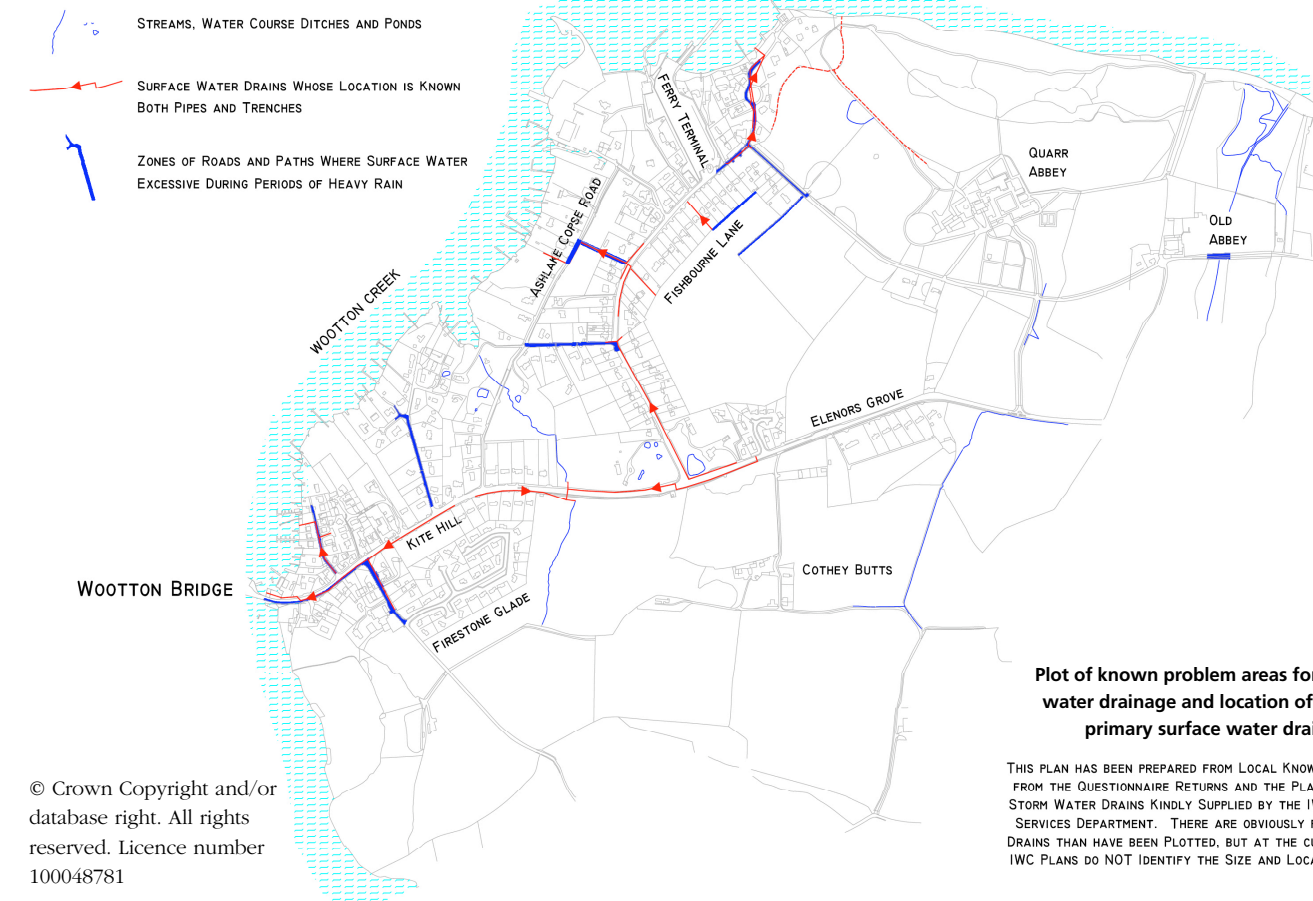 Streams, Water Course Ditches and Ponds
Surface Water Drains Whose Location is Known
Both Pipes and Trenches
Zones of Roads and Paths Where Surface Water
Excessive During Periods of Heavy Rain
Ferry Terminal
Quarr
Abbey
Old
Abbey
Ashlake Copse Road
Fishbourne Lane
Wootton Creek
Elenors Grove
Kite Hill
Cothey Butts
Wootton Bridge
Firestone Glade
Plot of known problem areas for
water drainage and location of
primary surface water
This plan has been prepared from Local
from the Questionnaire Returns and the
Storm Water Drains Kindly Supplied by the
Services Department. There are obviously
Drains than have been Plotted, but at the
IWC Plans do NOT Identify the Size and
© Crown Copyright and/or
database right. All rights
reserved. Licence number
100048781